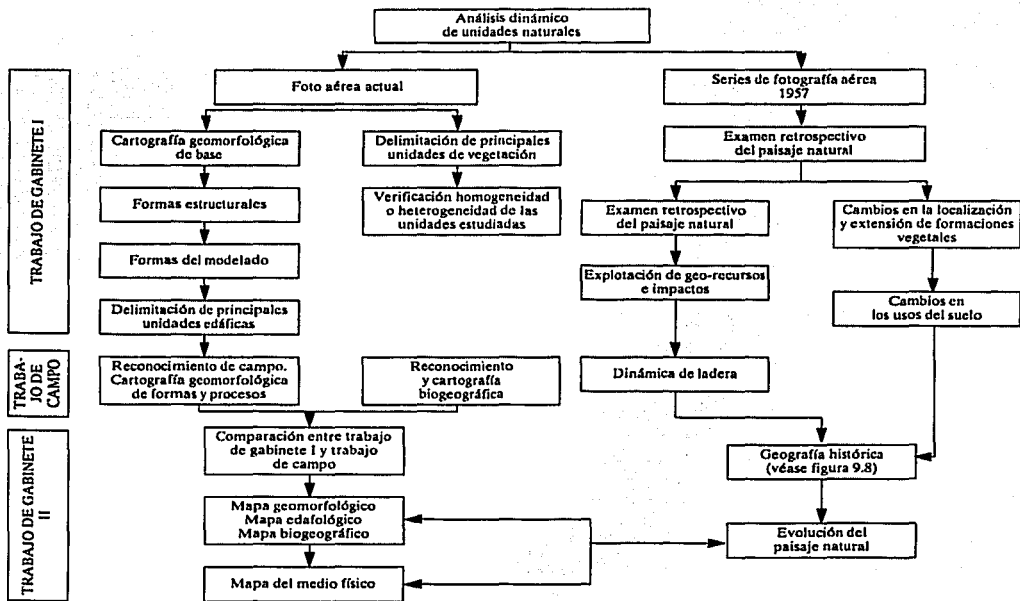 Análisis dinámico
de unidades naturales
TRABAJO DE GABINETE I
Foto aérea actual
Series de fotografía aérea
1957
Cartografía geomorfológica
de base
Delimitación de principales
unidades de vegetación
Examen retrospectivo
del paisaje natural
Formas estructurales
Verificación homogeneidad
o heterogeneidad de las
unidades estudiadas
Examen retrospectivo
del paisaje natural
Cambios en la localización
y extensión de formaciones
vegetales
Formas del modelado
Explotación de geo-recursos
e impactos
Delimitación de principales
unidades edáficas
Cambios en
los usos del suelo
TRABA-
JO DE
CAMPO
Reconocimiento de campo.
Cartografía geomorfológica
de formas y procesos
Reconocimiento
y cartografía
biogeográfica
Dinámica de ladera
TRABAJO DE GABINETE
II
Comparación entre trabajo
de gabinete I y trabajo
de campo
Geografía histórica
(véase figura 9.8)
Mapa geomorfológico
Mapa edafológico
Mapa biogeográfico
Evolución del
paisaje natural
Mapa del medio físico